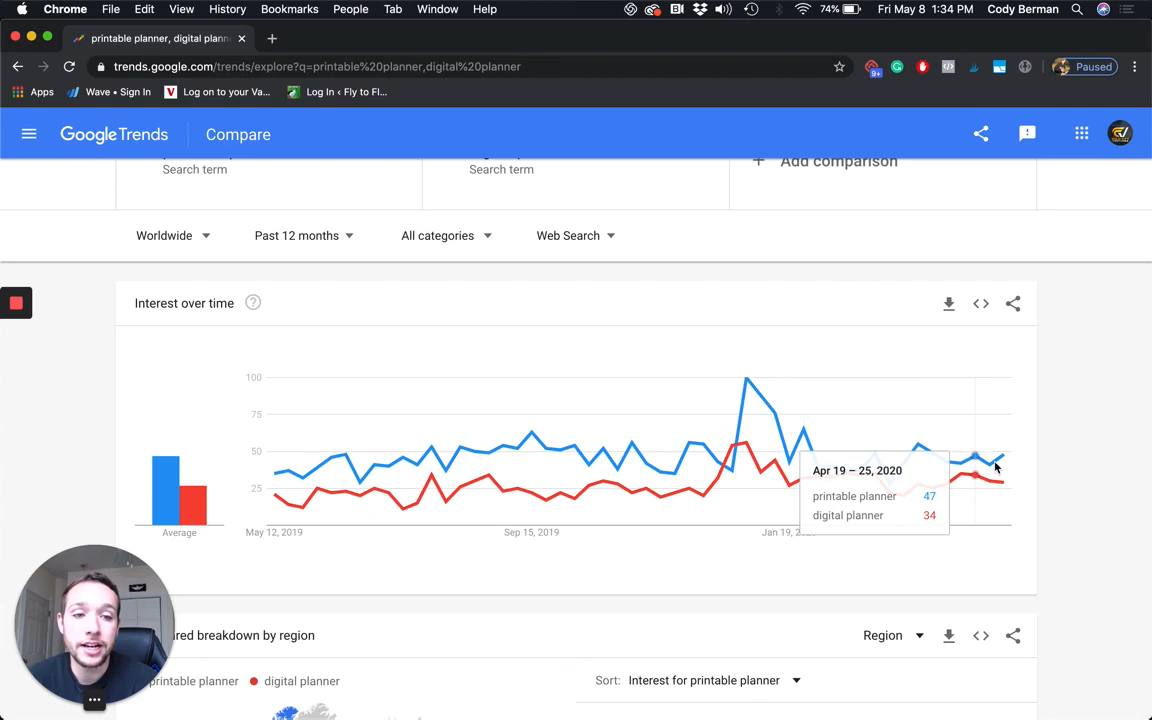 Chrome File Edit View History Bookmarks People Tab Window Help 74% Fri May 8 1:34 PM Cody Berman
printable planner, digital plann
trends.google.com/trends/explore?q=printable%20planner,digital%20planner 9+ Paused
Apps Wave • Sign In Log on to your Va... Log In ‹ Fly to Fl...
Google Trends Compare
Search term Search term + Add comparison
Worldwide Past 12 months All categories Web Search
Interest over time ?
100
75
50
25
Average May 12, 2019 Sep 15, 2019 Jan 19,
Apr 19 – 25, 2020
printable planner 47
digital planner 34
red breakdown by region Region
printable planner digital planner Sort: Interest for printable planner